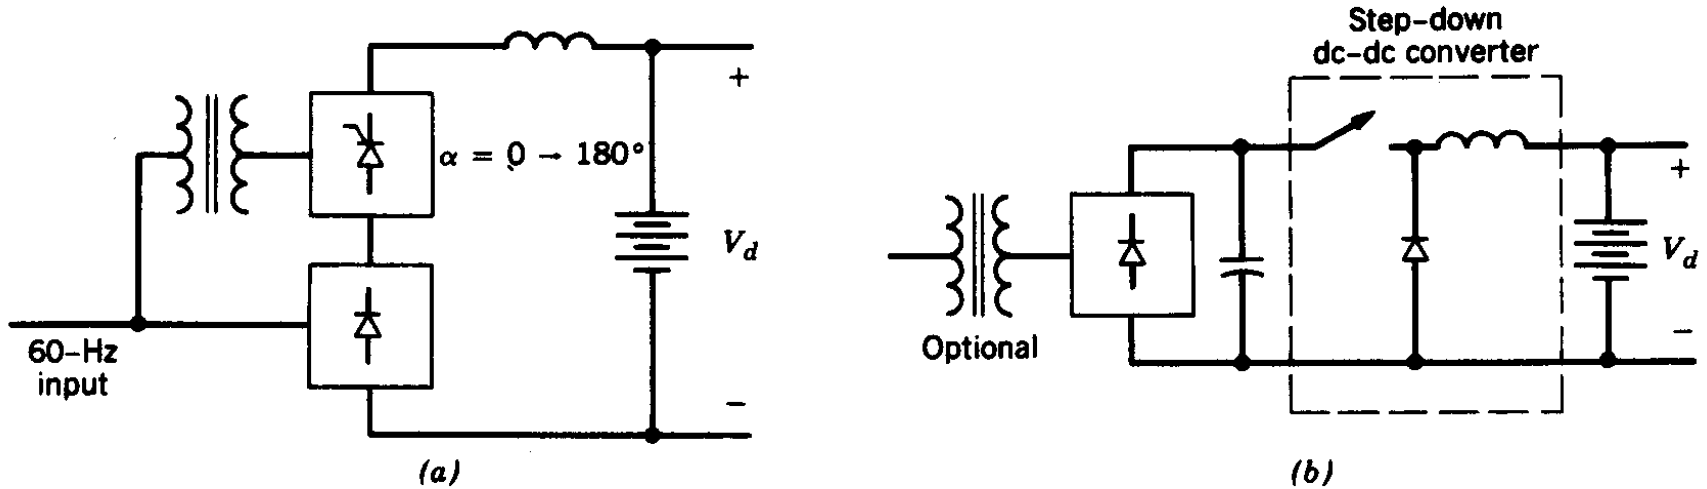 α = 0 → 180°
+
V_d
60-Hz
input
−
(a)
Step-down
dc-dc converter
+
V_d
Optional
−
(b)